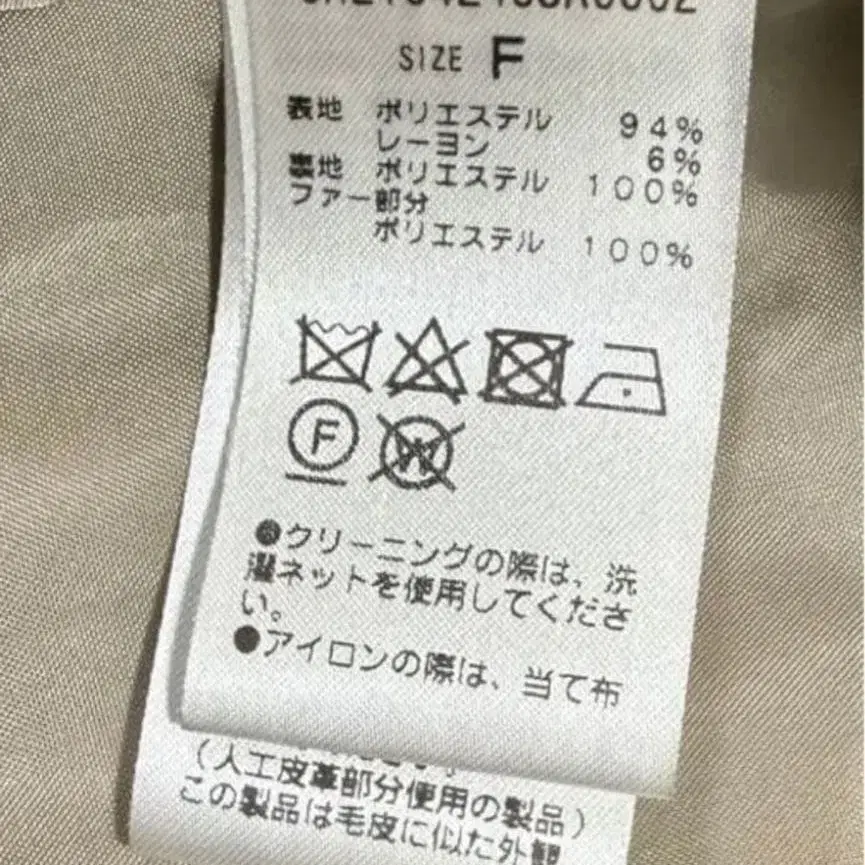 SIZE F
表地 ポリエステル 94%
レーヨン 6%
裏地 ポリエステル 100%
ファー部分
ポリエステル 100%
F
W
●クリーニングの際は、洗
濯ネットを使用してくださ
い。
●アイロンの際は、当て布
(人工皮革部分使用の製品)
この製品は毛皮に似た外観